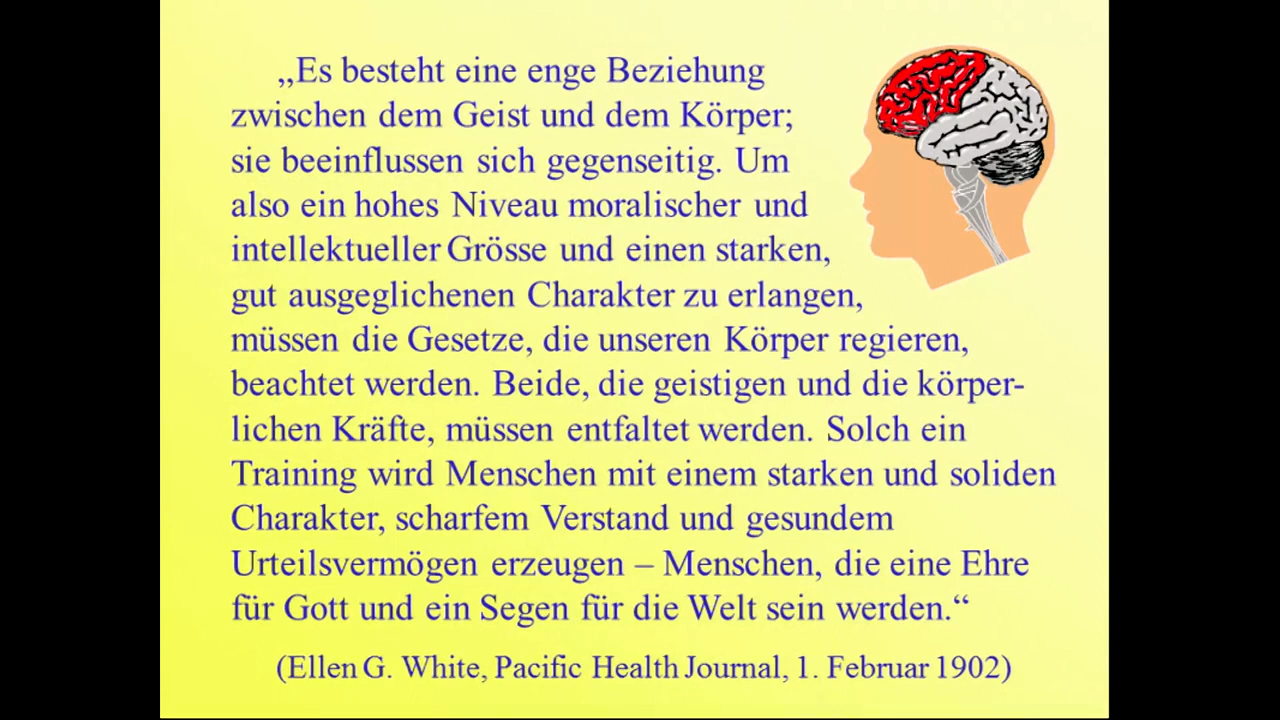 „Es besteht eine enge Beziehung
zwischen dem Geist und dem Körper;
sie beeinflussen sich gegenseitig. Um
also ein hohes Niveau moralischer und
intellektueller Grösse und einen starken,
gut ausgeglichenen Charakter zu erlangen,
müssen die Gesetze, die unseren Körper regieren,
beachtet werden. Beide, die geistigen und die körper-
lichen Kräfte, müssen entfaltet werden. Solch ein
Training wird Menschen mit einem starken und soliden
Charakter, scharfem Verstand und gesundem
Urteilsvermögen erzeugen – Menschen, die eine Ehre
für Gott und ein Segen für die Welt sein werden.“
(Ellen G. White, Pacific Health Journal, 1. Februar 1902)